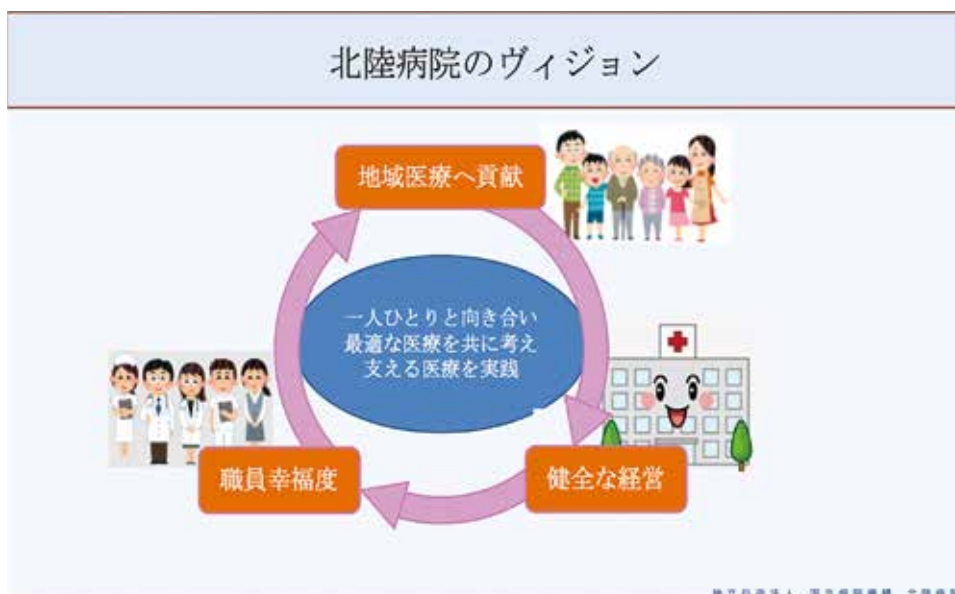 北陸病院のヴィジョン
地域医療へ貢献
一人ひとりと向き合い
最適な医療を共に考え
支える医療を実践
職員幸福度
健全な経営